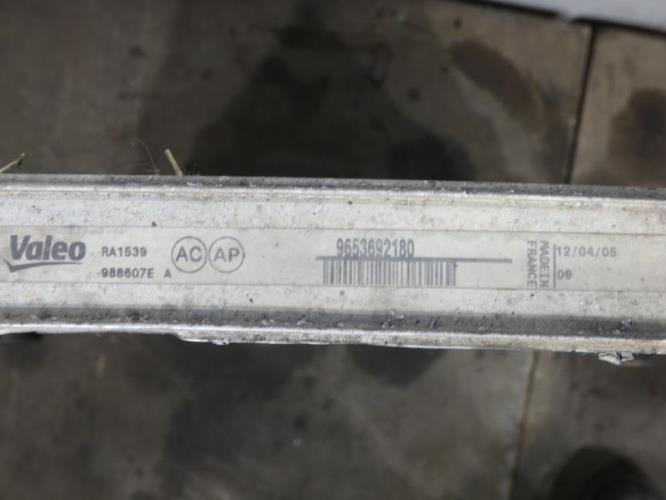 Valeo
RA1539
988607E A
AC AP
9653692180
MADE IN
FRANCE
12/04/05
09